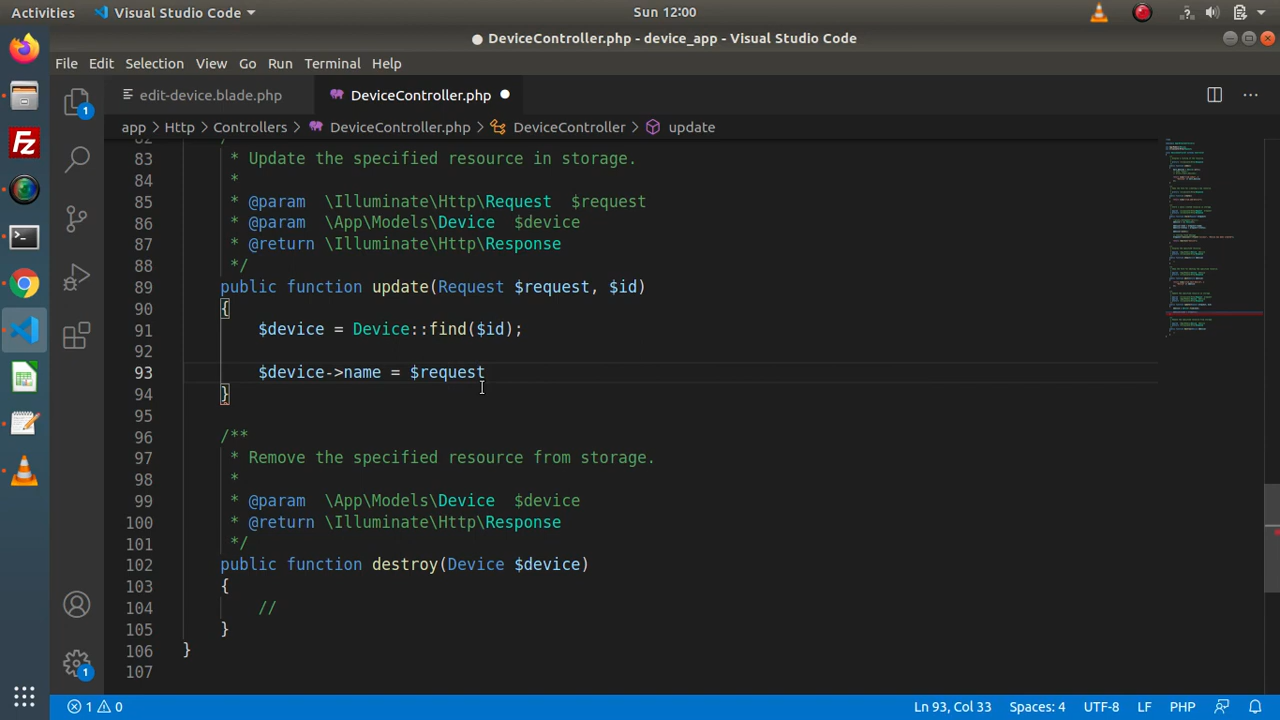 Activities Visual Studio Code Sun 12:00
DeviceController.php - device_app - Visual Studio Code
File Edit Selection View Go Run Terminal Help
edit-device.blade.php DeviceController.php
app > Http > Controllers > DeviceController.php > DeviceController > update
82 /**
83 * Update the specified resource in storage.
84 *
85 * @param \Illuminate\Http\Request $request
86 * @param \App\Models\Device $device
87 * @return \Illuminate\Http\Response
88 */
89 public function update(Request $request, $id)
90 {
91 $device = Device::find($id);
92
93 $device->name = $request
94 }
95
96 /**
97 * Remove the specified resource from storage.
98 *
99 * @param \App\Models\Device $device
100 * @return \Illuminate\Http\Response
101 */
102 public function destroy(Device $device)
103 {
104 //
105 }
106 }
107
1
1
1 0 Ln 93, Col 33 Spaces: 4 UTF-8 LF PHP